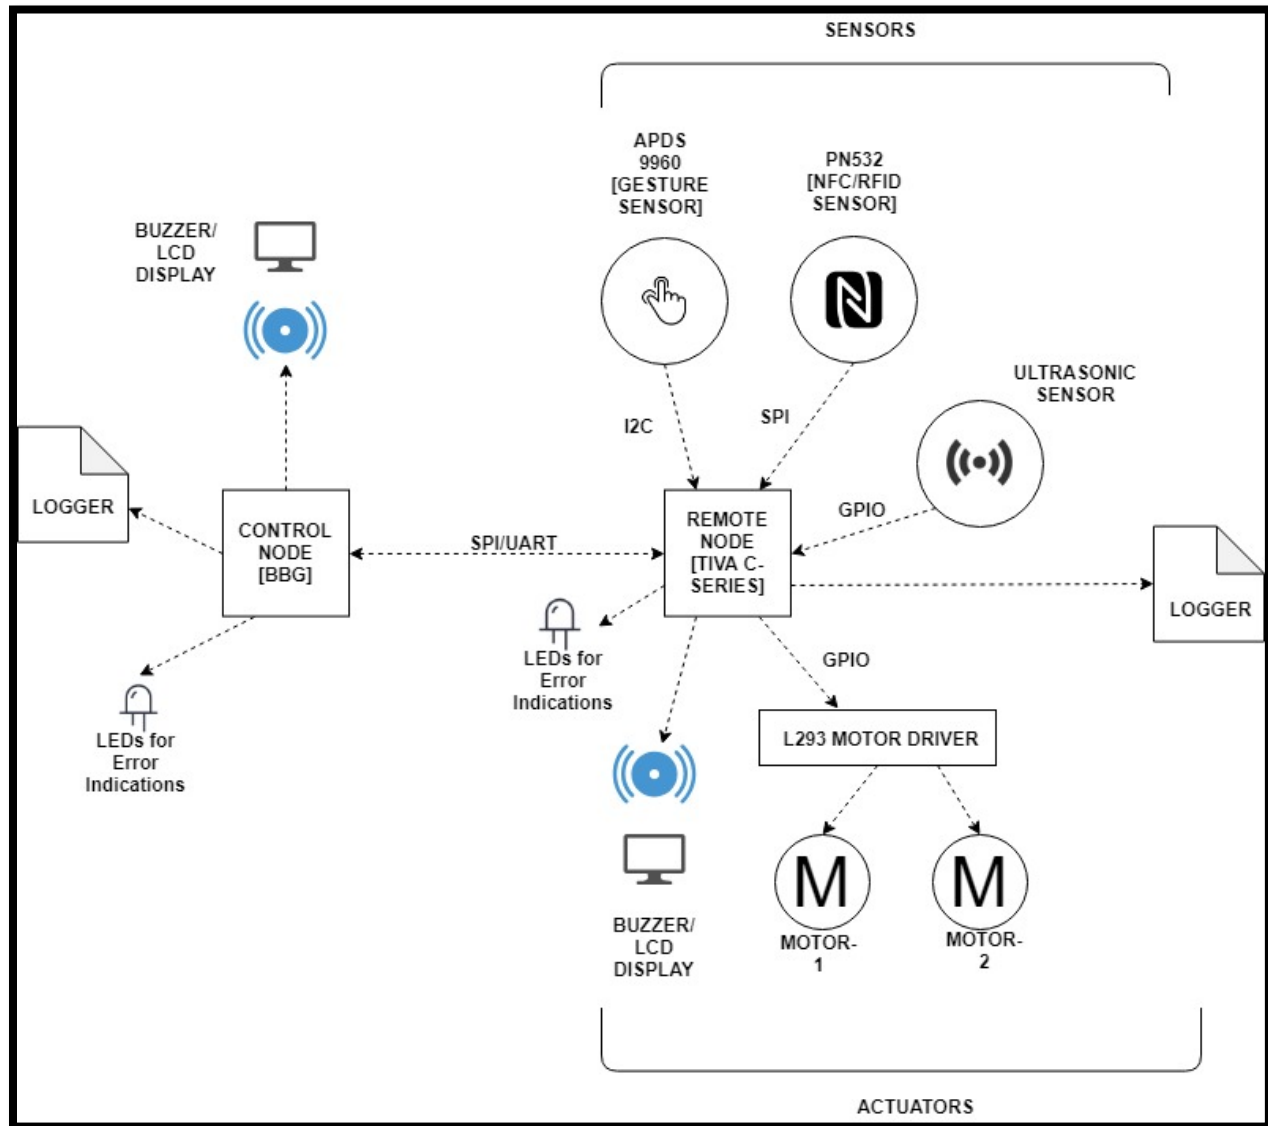 SENSORS
APDS
9960
[GESTURE
SENSOR]
PN532
[NFC/RFID
SENSOR]
BUZZER/
LCD
DISPLAY
ULTRASONIC
SENSOR
I2C
SPI
GPIO
LOGGER
CONTROL
NODE
[BBG]
SPI/UART
REMOTE
NODE
[TIVA C-
SERIES]
LOGGER
LEDs for
Error
Indications
GPIO
LEDs for
Error
Indications
L293 MOTOR DRIVER
M
M
MOTOR-
1
MOTOR-
2
BUZZER/
LCD
DISPLAY
ACTUATORS